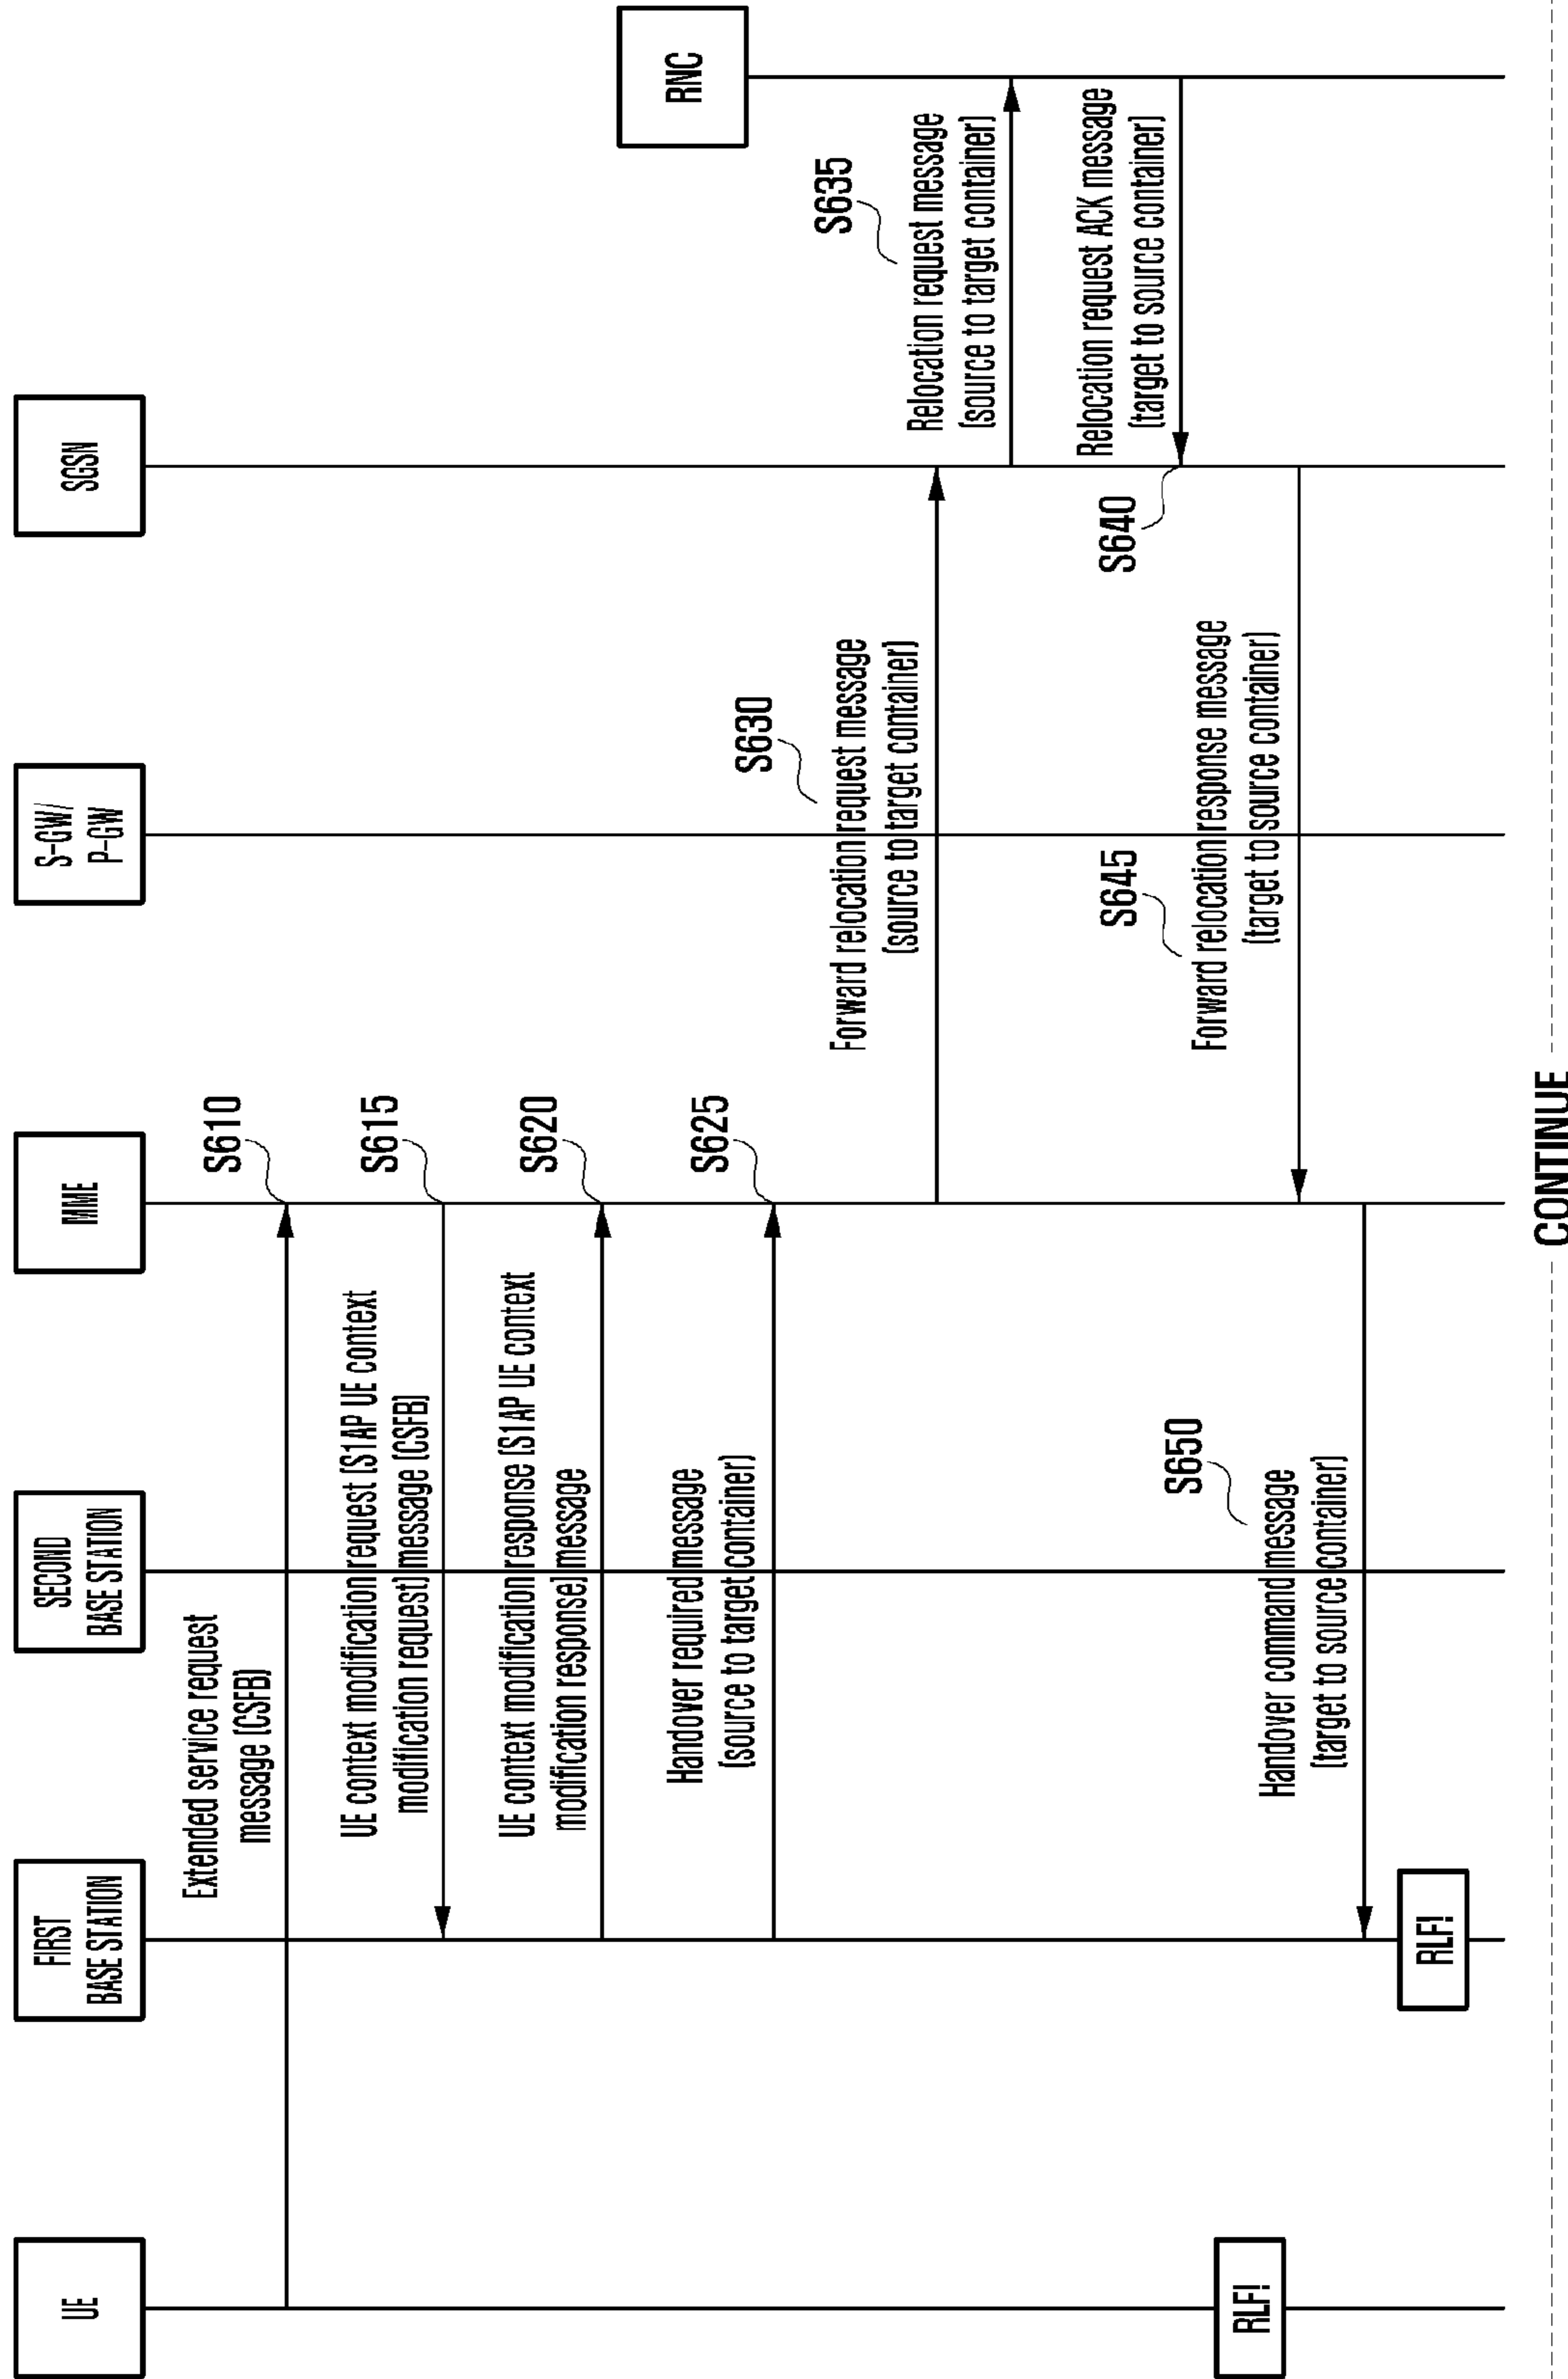 UE
FIRST
BASE STATION
SECOND
BASE STATION
MME
S-GW/
P-GW
SGSN
RNC
Extended service request
message (CSFB)
S610
UE context modification request (S1AP UE context
modification request) message (CSFB)
S615
UE context modification response (S1AP UE context
modification response) message
S620
Handover required message
(source to target container)
S625
S630
Forward relocation request message
(source to target container)
S635
Relocation request message
(source to target container)
Relocation request ACK message
(target to source container)
S640
S645
Forward relocation response message
(target to source container)
S650
Handover command message
(target to source container)
RLF!
RLF!
CONTINUE